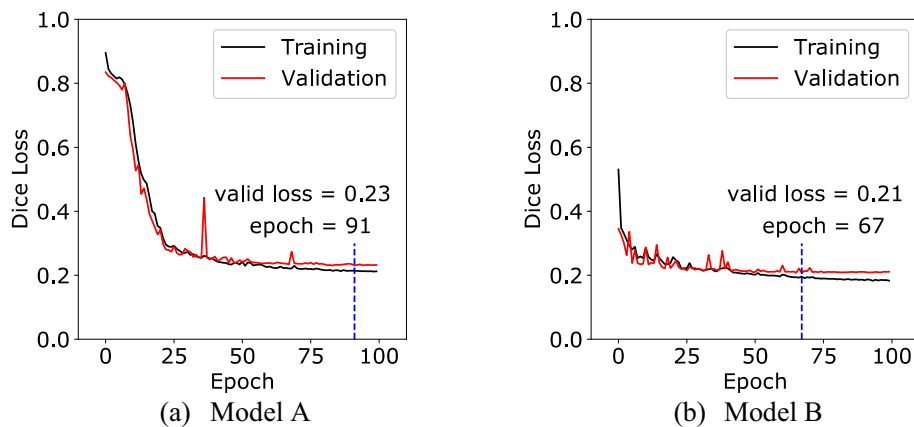 1.0
0.8
0.6
0.4
0.2
0.0
Dice Loss
Training
Validation
valid loss = 0.23
epoch = 91
0 25 50 75 100
Epoch
(a) Model A
1.0
0.8
0.6
0.4
0.2
0.0
Dice Loss
Training
Validation
valid loss = 0.21
epoch = 67
0 25 50 75 100
Epoch
(b) Model B